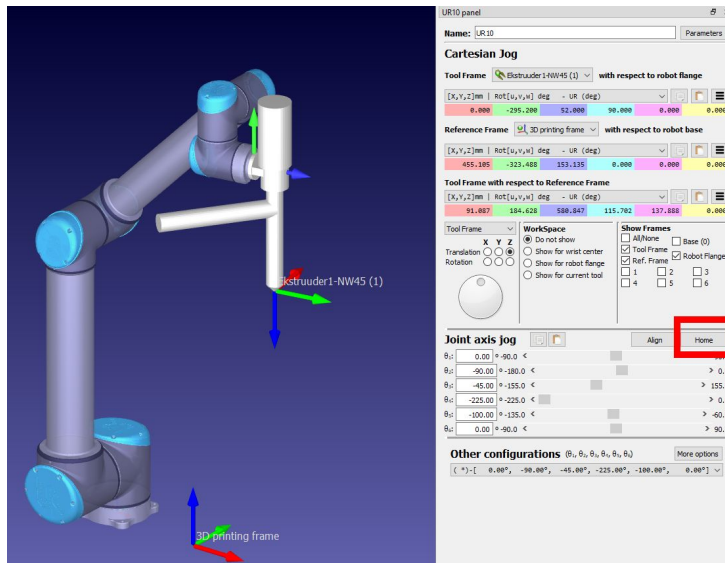 UR10 panel
Name: UR10 Parameters
Cartesian Jog
Tool Frame Ekstruuder1-NW45 (1) with respect to robot flange
[X,Y,Z]mm | Rot[u,v,w] deg - UR (deg)
0.000 -295.200 52.000 90.000 0.000 0.000
Reference Frame 3D printing frame with respect to robot base
[X,Y,Z]mm | Rot[u,v,w] deg - UR (deg)
455.105 -323.488 153.135 0.000 0.000 0.000
Tool Frame with respect to Reference Frame
[X,Y,Z]mm | Rot[u,v,w] deg - UR (deg)
91.087 184.628 580.847 115.702 137.888 0.000
Tool Frame WorkSpace Show Frames
X Y Z Do not show All/None Base (0)
Translation Show for wrist center Tool Frame Robot Flange
Rotation Show for robot flange Ref. Frame
Show for current tool 1 2 3
4 5 6
Joint axis jog Align Home
θ₁: 0.00 ° -90.0 <
θ₂: -90.00 ° -180.0 < > 0.
θ₃: -45.00 ° -155.0 < > 155.
θ₄: -225.00 ° -225.0 < > 0.
θ₅: -100.00 ° -135.0 < > -60.
θ₆: 0.00 ° -90.0 < > 90.
Other configurations (θ₁, θ₂, θ₃, θ₄, θ₅, θ₆) More options
( *)-[ 0.00°, -90.00°, -45.00°, -225.00°, -100.00°, 0.00°]
Ekstruuder1-NW45 (1)
3D printing frame